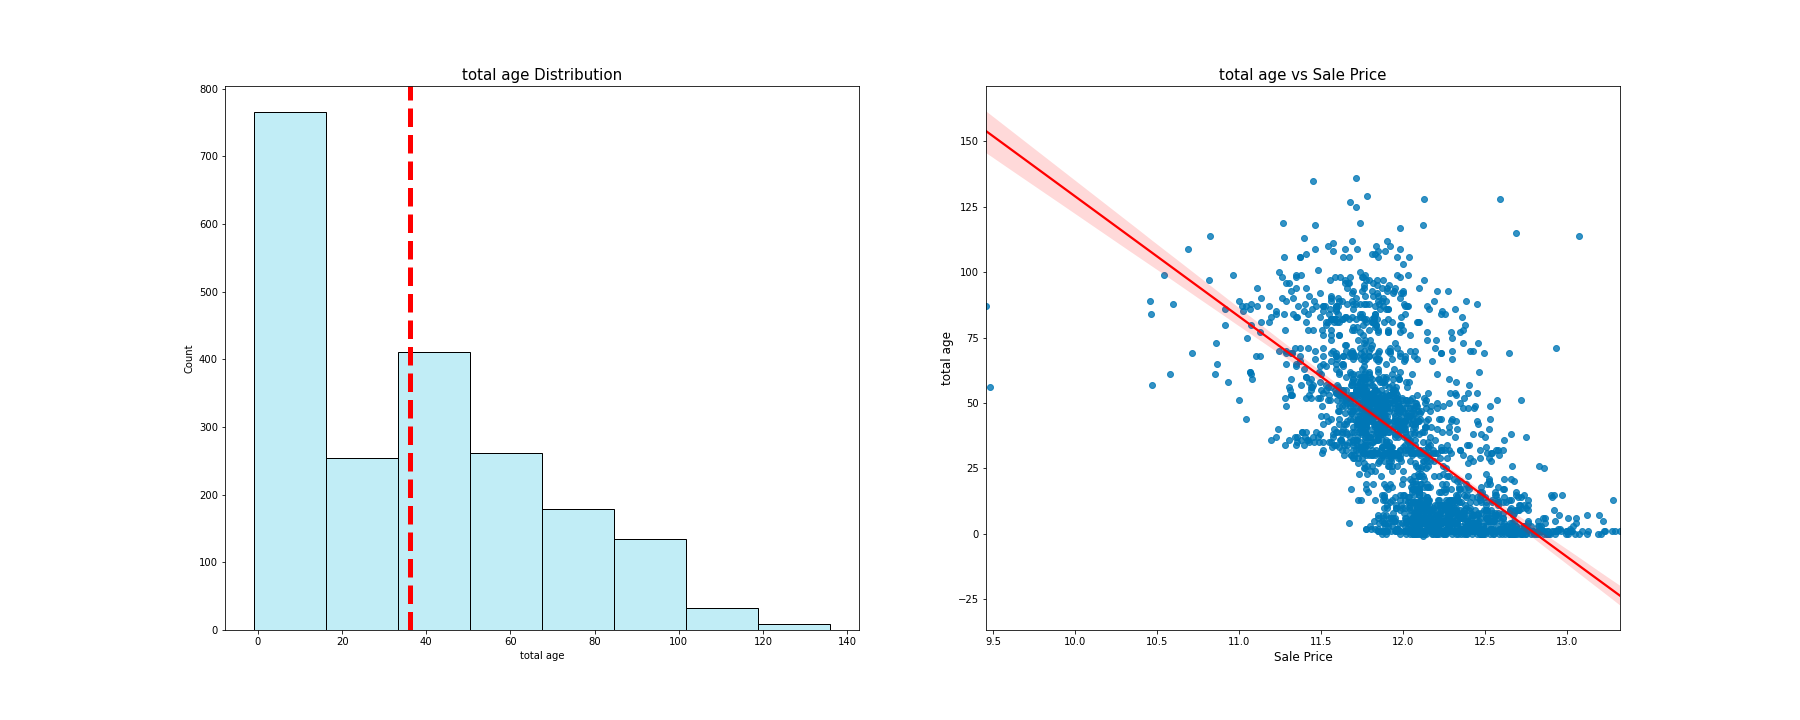 total age Distribution
800
700
600
500
400
300
200
100
0
Count
0 20 40 60 80 100 120 140
total age
total age vs Sale Price
150
125
100
75
50
25
0
−25
total age
9.5 10.0 10.5 11.0 11.5 12.0 12.5 13.0
Sale Price